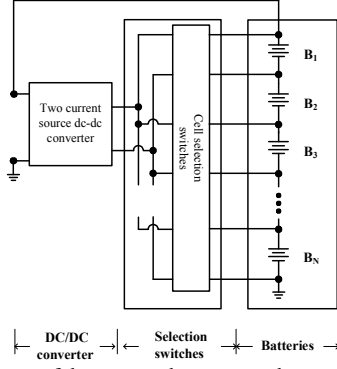 Two current
source dc-dc
converter
Cell selection
switches
B1
B2
B3
BN
DC/DC
converter
Selection
switches
Batteries